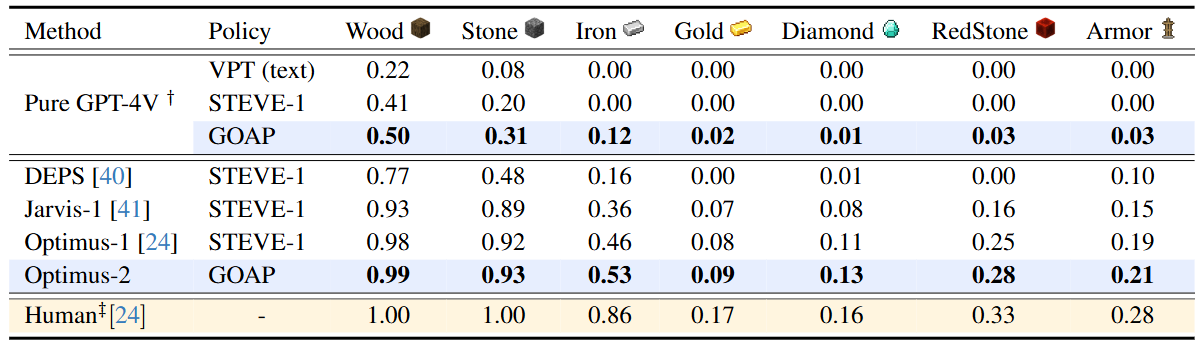 Method Policy Wood Stone Iron Gold Diamond RedStone Armor
VPT (text) 0.22 0.08 0.00 0.00 0.00 0.00 0.00
Pure GPT-4V † STEVE-1 0.41 0.20 0.00 0.00 0.00 0.00 0.00
GOAP 0.50 0.31 0.12 0.02 0.01 0.03 0.03
DEPS [40] STEVE-1 0.77 0.48 0.16 0.00 0.01 0.00 0.10
Jarvis-1 [41] STEVE-1 0.93 0.89 0.36 0.07 0.08 0.16 0.15
Optimus-1 [24] STEVE-1 0.98 0.92 0.46 0.08 0.11 0.25 0.19
Optimus-2 GOAP 0.99 0.93 0.53 0.09 0.13 0.28 0.21
Human‡[24] - 1.00 1.00 0.86 0.17 0.16 0.33 0.28